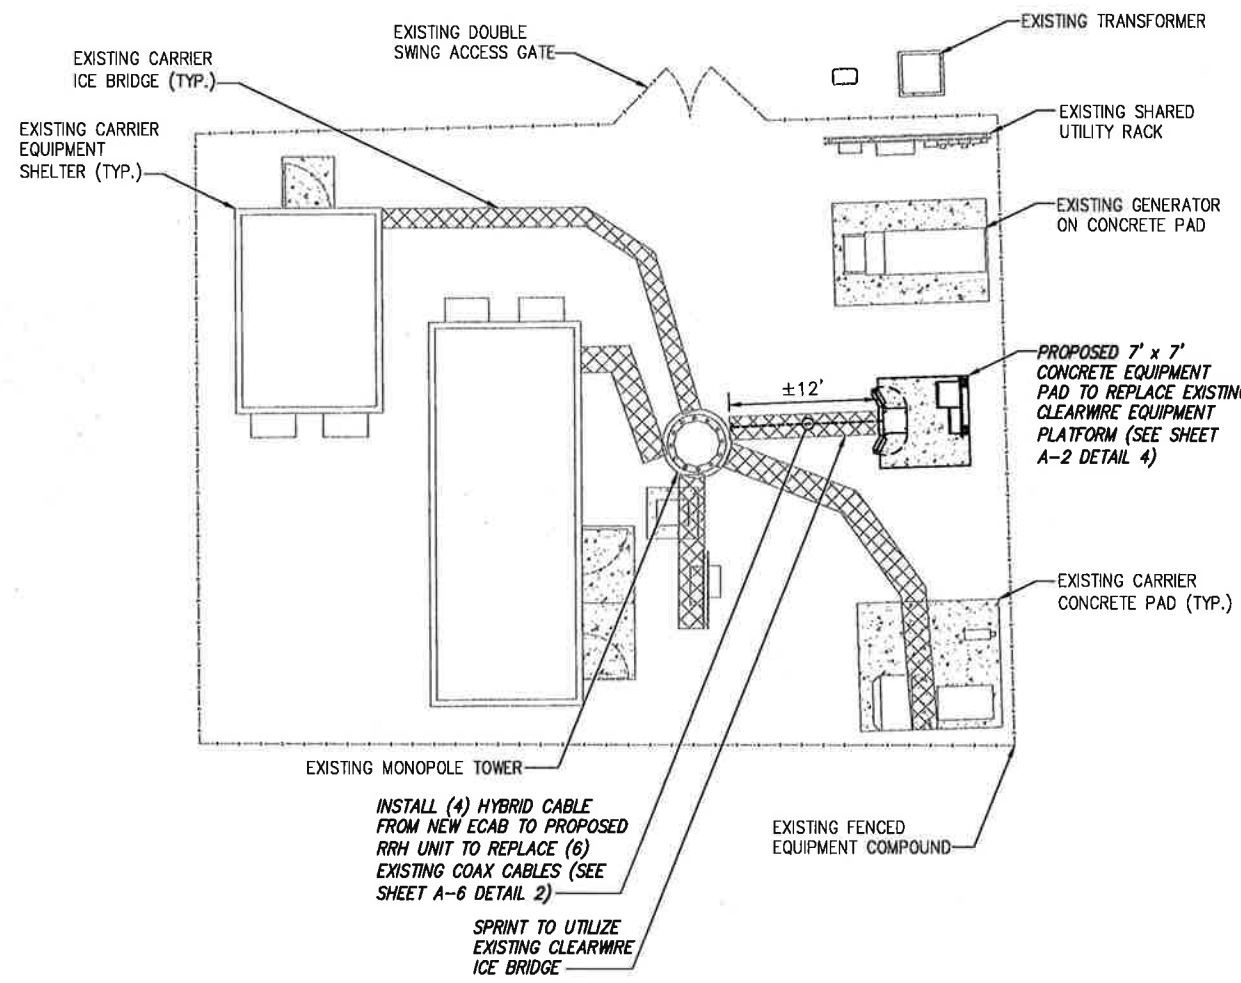 EXISTING DOUBLE
SWING ACCESS GATE
EXISTING TRANSFORMER
EXISTING CARRIER
ICE BRIDGE (TYP.)
EXISTING SHARED
UTILITY RACK
EXISTING CARRIER
EQUIPMENT
SHELTER (TYP.)
EXISTING GENERATOR
ON CONCRETE PAD
PROPOSED 7' x 7'
CONCRETE EQUIPMENT
PAD TO REPLACE EXISTING
CLEARWIRE EQUIPMENT
PLATFORM (SEE SHEET
A-2 DETAIL 4)
±12'
EXISTING CARRIER
CONCRETE PAD (TYP.)
EXISTING MONOPOLE TOWER
INSTALL (4) HYBRID CABLE
FROM NEW ECAB TO PROPOSED
RRH UNIT TO REPLACE (6)
EXISTING COAX CABLES (SEE
SHEET A-6 DETAIL 2)
EXISTING FENCED
EQUIPMENT COMPOUND
SPRINT TO UTILIZE
EXISTING CLEARWIRE
ICE BRIDGE